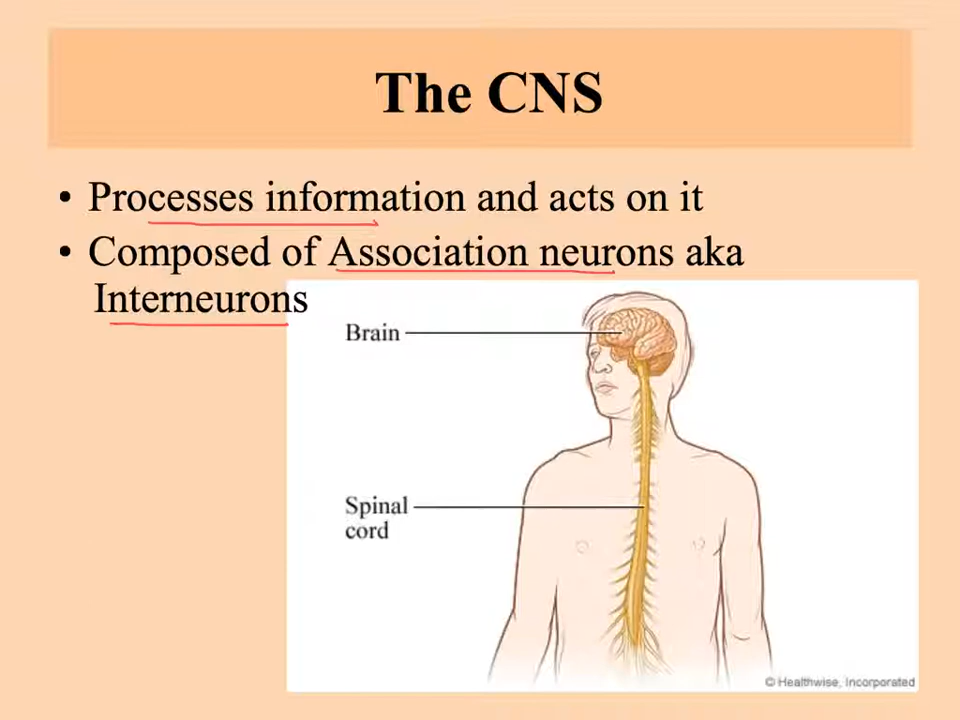 The CNS
• Processes information and acts on it
• Composed of Association neurons aka
Interneurons
Brain
Spinal
cord
© Healthwise, Incorporated